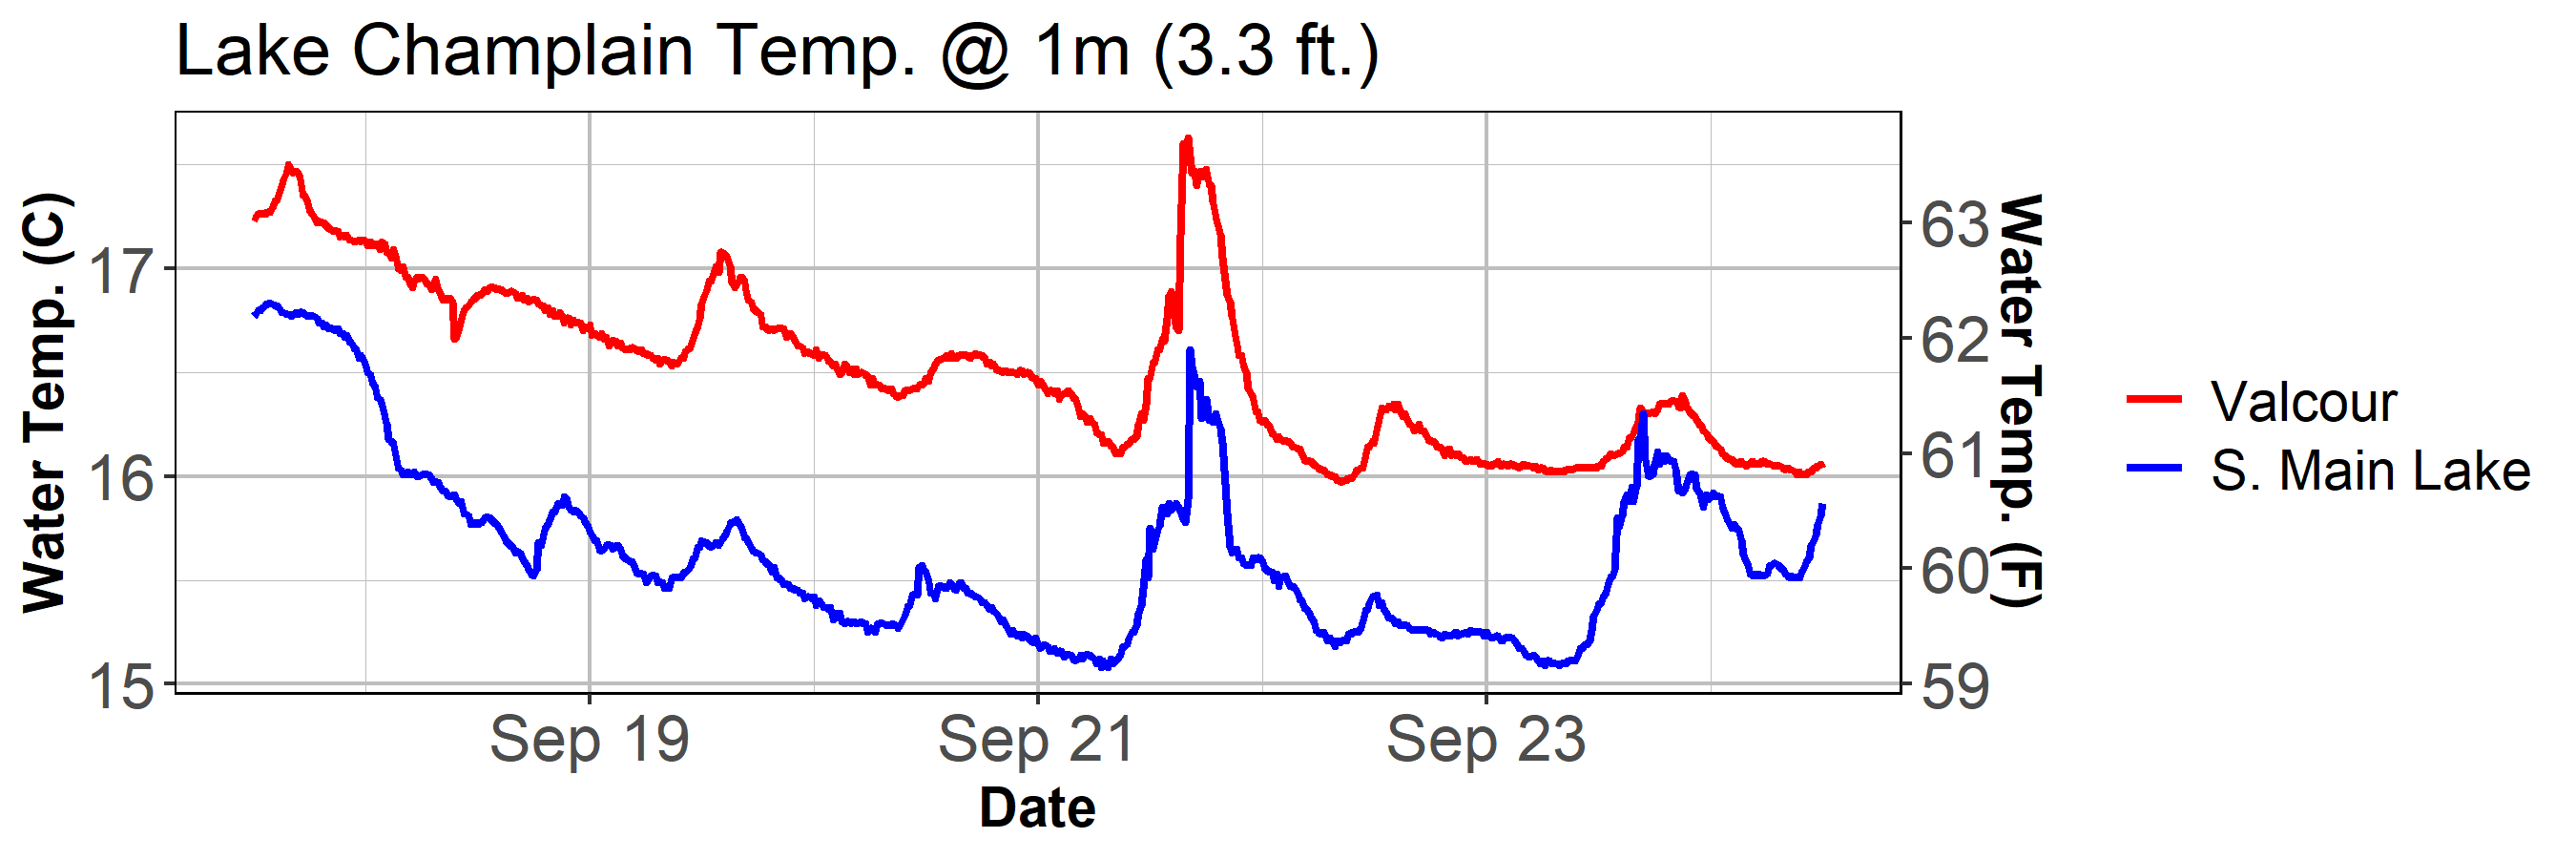 Lake Champlain Temp. @ 1m (3.3 ft.)
Water Temp. (C)
17
16
15
63
62
61
60
59
Water Temp. (F)
Sep 19
Sep 21
Sep 23
Date
Valcour
S. Main Lake